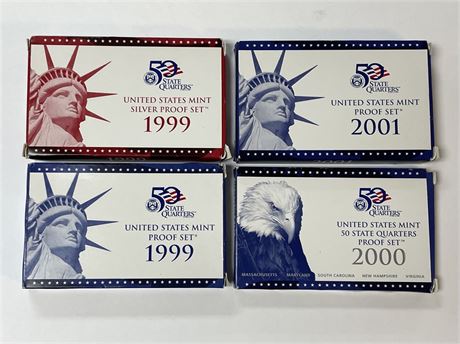 50
STATE
QUARTERS
UNITED STATES MINT
SILVER PROOF SET™
1999
50
STATE
QUARTERS
UNITED STATES MINT
PROOF SET®
2001
50
STATE
QUARTERS
UNITED STATES MINT
PROOF SET®
1999
50
STATE
QUARTERS
UNITED STATES MINT
50 STATE QUARTERS
PROOF SET™
2000
MASSACHUSETTS MARYLAND SOUTH CAROLINA NEW HAMPSHIRE VIRGINIA